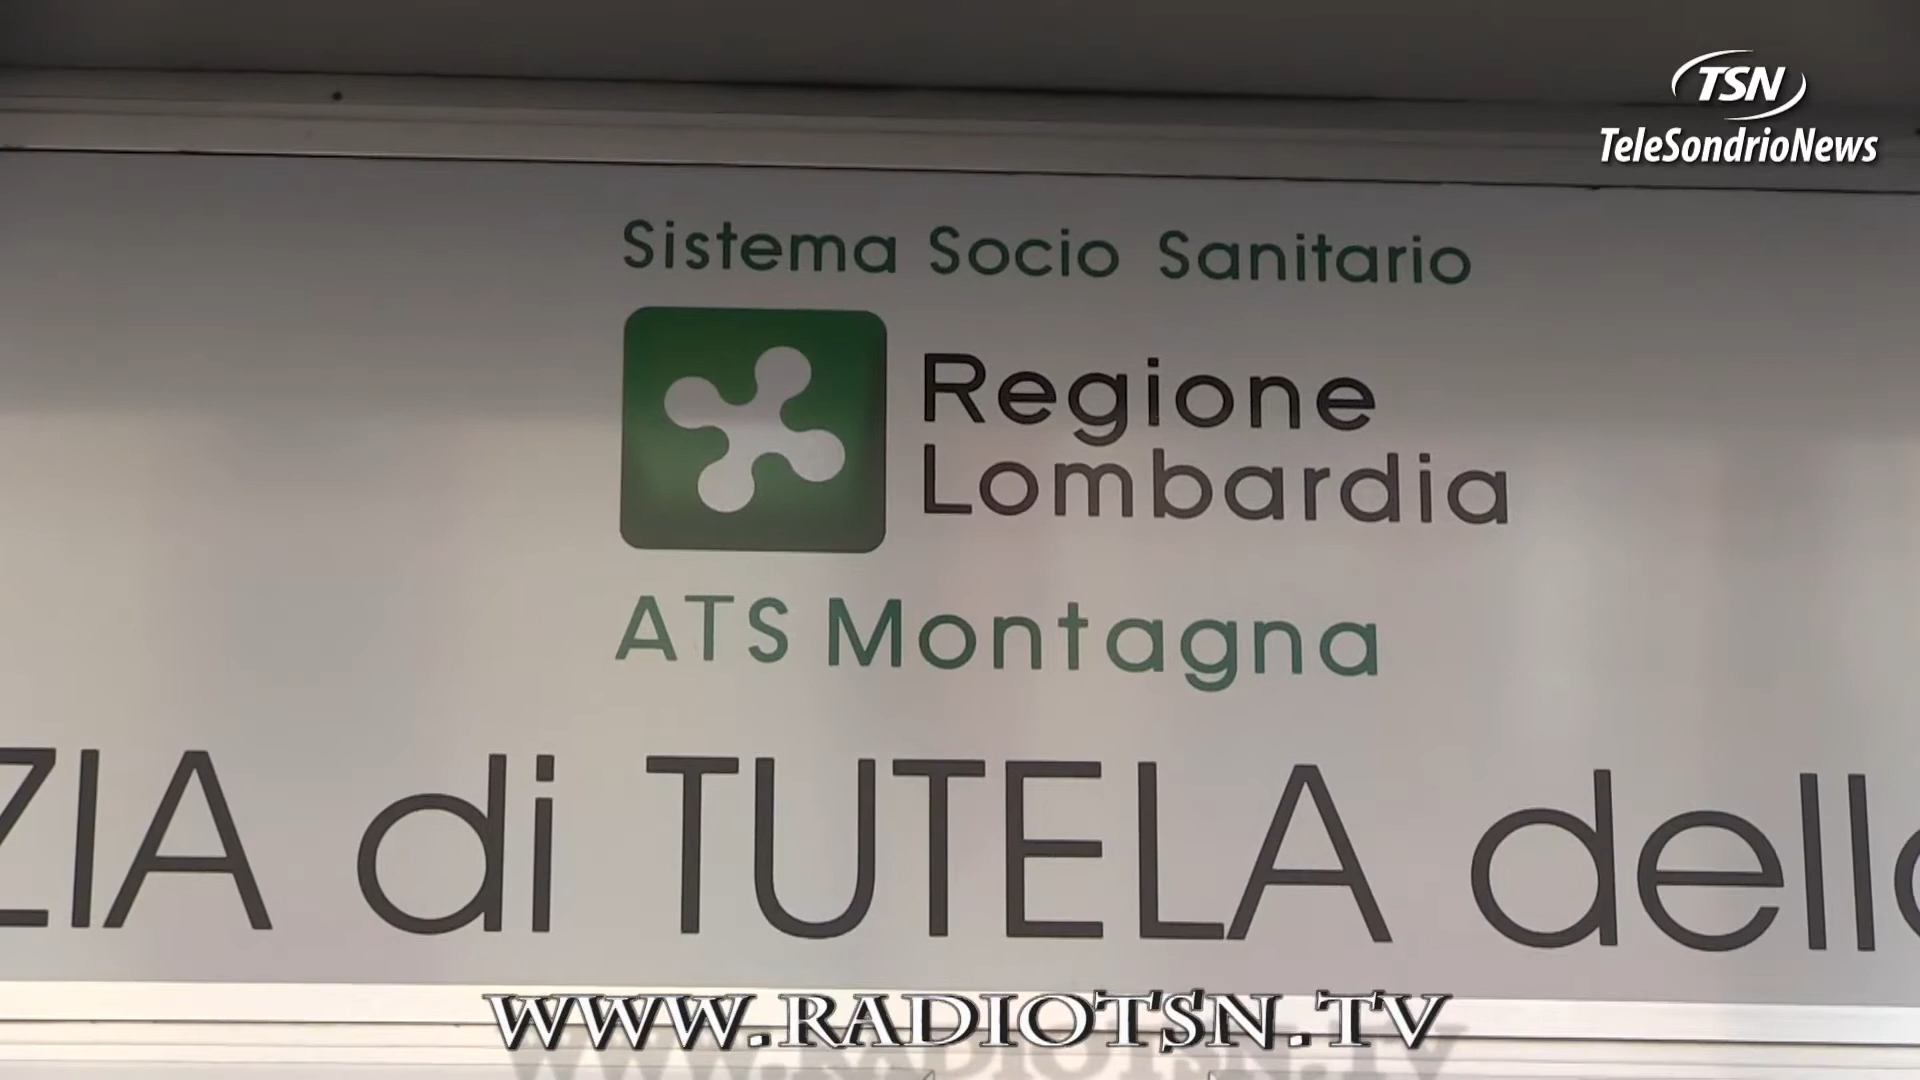 TSN
TeleSondrioNews
Sistema Socio Sanitario
Regione
Lombardia
ATS Montagna
ZIA di TUTELA dell
WWW.RADIOTSN.TV